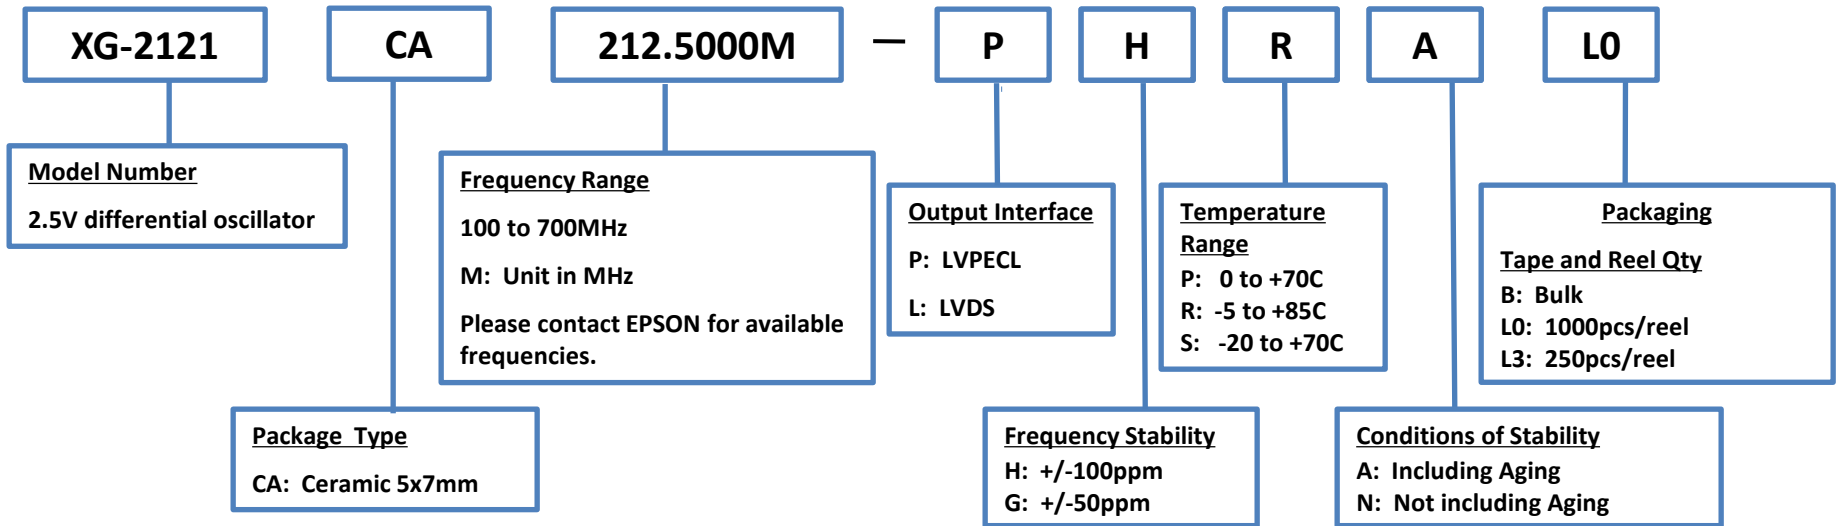 XG-2121 CA 212.5000M — P H R A L0
Model Number
2.5V differential oscillator
Frequency Range
100 to 700MHz
M: Unit in MHz
Please contact EPSON for available
frequencies.
Output Interface
P: LVPECL
L: LVDS
Temperature
Range
P: 0 to +70C
R: -5 to +85C
S: -20 to +70C
Packaging
Tape and Reel Qty
B: Bulk
L0: 1000pcs/reel
L3: 250pcs/reel
Package Type
CA: Ceramic 5x7mm
Frequency Stability
H: +/-100ppm
G: +/-50ppm
Conditions of Stability
A: Including Aging
N: Not including Aging